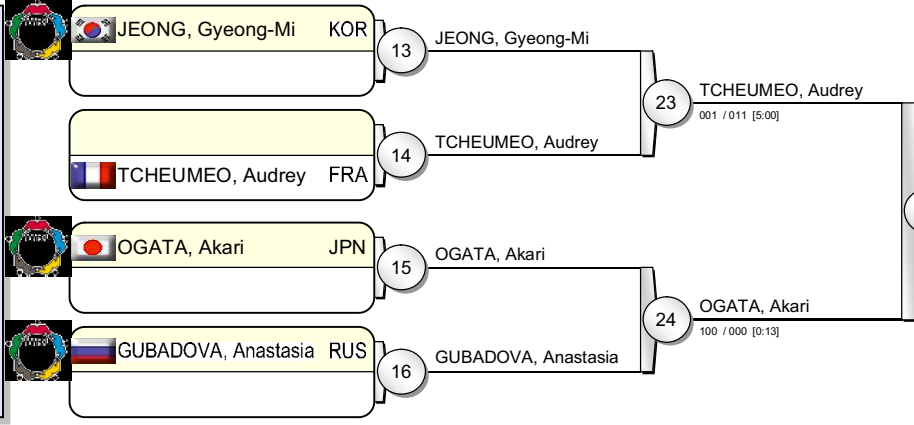 JEONG, Gyeong-Mi KOR
13
JEONG, Gyeong-Mi
TCHEUMEO, Audrey FRA
14
TCHEUMEO, Audrey
23
TCHEUMEO, Audrey
001 / 011 [5:00]
OGATA, Akari JPN
15
OGATA, Akari
GUBADOVA, Anastasia RUS
16
GUBADOVA, Anastasia
24
OGATA, Akari
100 / 000 [0:13]